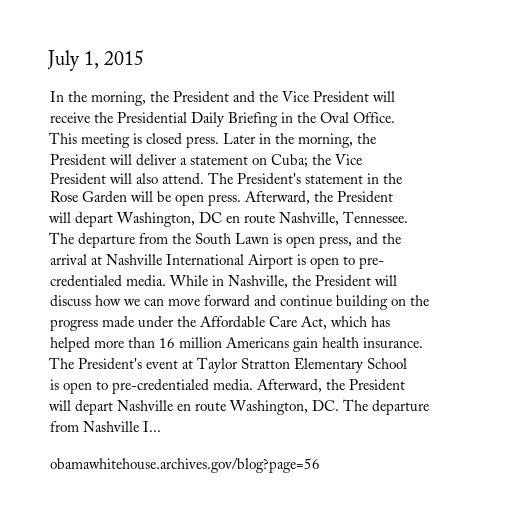 July 1, 2015
In the morning, the President and the Vice President will
receive the Presidential Daily Briefing in the Oval Office.
This meeting is closed press. Later in the morning, the
President will deliver a statement on Cuba; the Vice
President will also attend. The President's statement in the
Rose Garden will be open press. Afterward, the President
will depart Washington, DC en route Nashville, Tennessee.
The departure from the South Lawn is open press, and the
arrival at Nashville International Airport is open to pre-
credentialed media. While in Nashville, the President will
discuss how we can move forward and continue building on the
progress made under the Affordable Care Act, which has
helped more than 16 million Americans gain health insurance.
The President's event at Taylor Stratton Elementary School
is open to pre-credentialed media. Afterward, the President
will depart Nashville en route Washington, DC. The departure
from Nashville I...
obamawhitehouse.archives.gov/blog?page=56